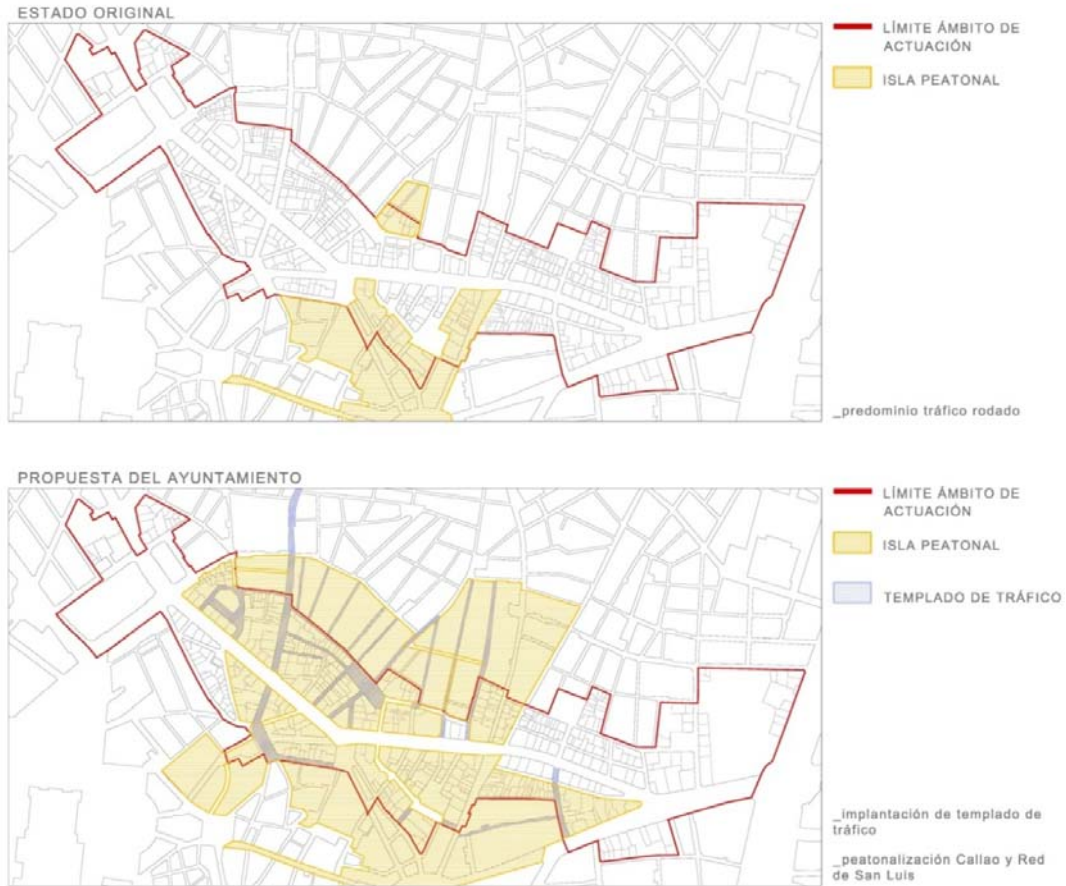 ESTADO ORIGINAL
LÍMITE ÁMBITO DE
ACTUACIÓN
ISLA PEATONAL
_predominio tráfico rodado
PROPUESTA DEL AYUNTAMIENTO
LÍMITE ÁMBITO DE
ACTUACIÓN
ISLA PEATONAL
TEMPLADO DE TRÁFICO
_implantación de templado de
tráfico
_peatonalización Callao y Red
de San Luis